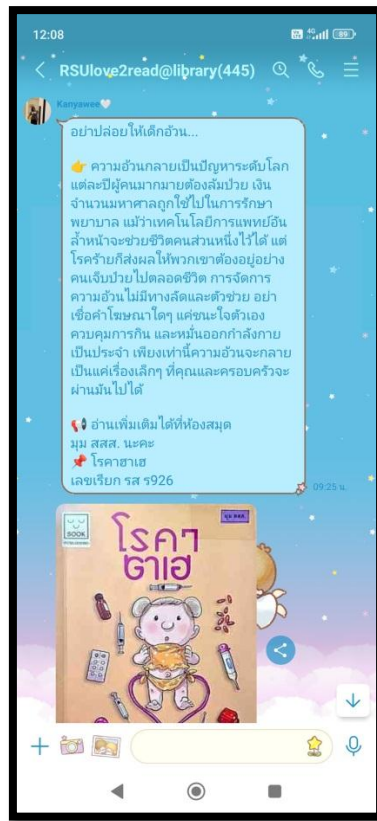 12:08
4G
89
RSUlove2read@library(445)
Kanyawee🤍
อย่าปล่อยให้เด็กอ้วน...
👉 ความอ้วนกลายเป็นปัญหาระดับโลก
แต่ละปีผู้คนมากมายต้องล้มป่วย เงิน
จำนวนมหาศาลถูกใช้ไปในการรักษา
พยาบาล แม้ว่าเทคโนโลยีการแพทย์อัน
ล้ำหน้าจะช่วยชีวิตคนส่วนหนึ่งไว้ได้ แต่
โรคร้ายก็ส่งผลให้พวกเขาต้องอยู่อย่าง
คนเจ็บป่วยไปตลอดชีวิต การจัดการ
ความอ้วนไม่มีทางลัดและตัวช่วย อย่า
เชื่อคำโฆษณาใดๆ แค่ชนะใจตัวเอง
ควบคุมการกิน และหมั่นออกกำลังกาย
เป็นประจำ เพียงเท่านี้ความอ้วนจะกลาย
เป็นแค่เรื่องเล็กๆ ที่คุณและครอบครัวจะ
ผ่านมันไปได้
📢 อ่านเพิ่มเติมได้ที่ห้องสมุด
มุม สสส. นะคะ
📌 โรคาฮาเฮ
เลขเรียก รส ร926
09:25 น.
BOOK
มุม สสส.
โรคา
ฮาเฮ